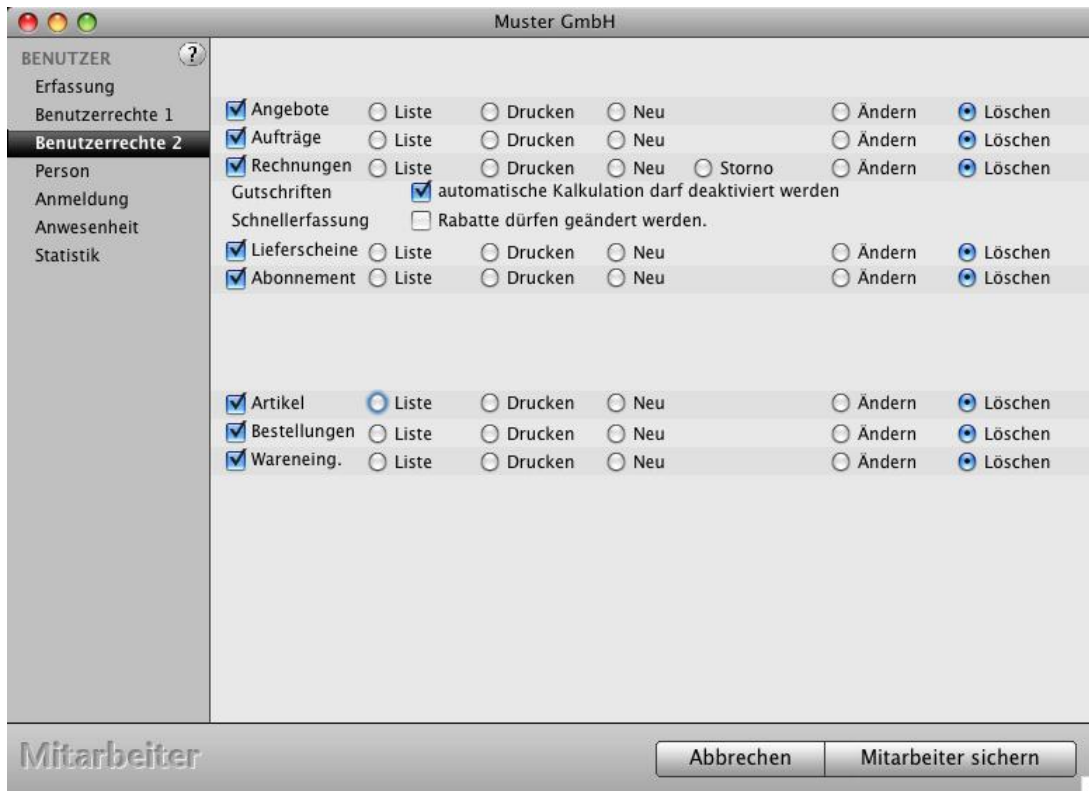 Muster GmbH
BENUTZER ?
Erfassung
Benutzerrechte 1
Benutzerrechte 2
Person
Anmeldung
Anwesenheit
Statistik
Angebote Liste Drucken Neu Ändern Löschen
Aufträge Liste Drucken Neu Ändern Löschen
Rechnungen Liste Drucken Neu Storno Ändern Löschen
Gutschriften automatische Kalkulation darf deaktiviert werden
Schnellerfassung Rabatte dürfen geändert werden.
Lieferscheine Liste Drucken Neu Ändern Löschen
Abonnement Liste Drucken Neu Ändern Löschen
Artikel Liste Drucken Neu Ändern Löschen
Bestellungen Liste Drucken Neu Ändern Löschen
Wareneing. Liste Drucken Neu Ändern Löschen
Mitarbeiter
Abbrechen Mitarbeiter sichern